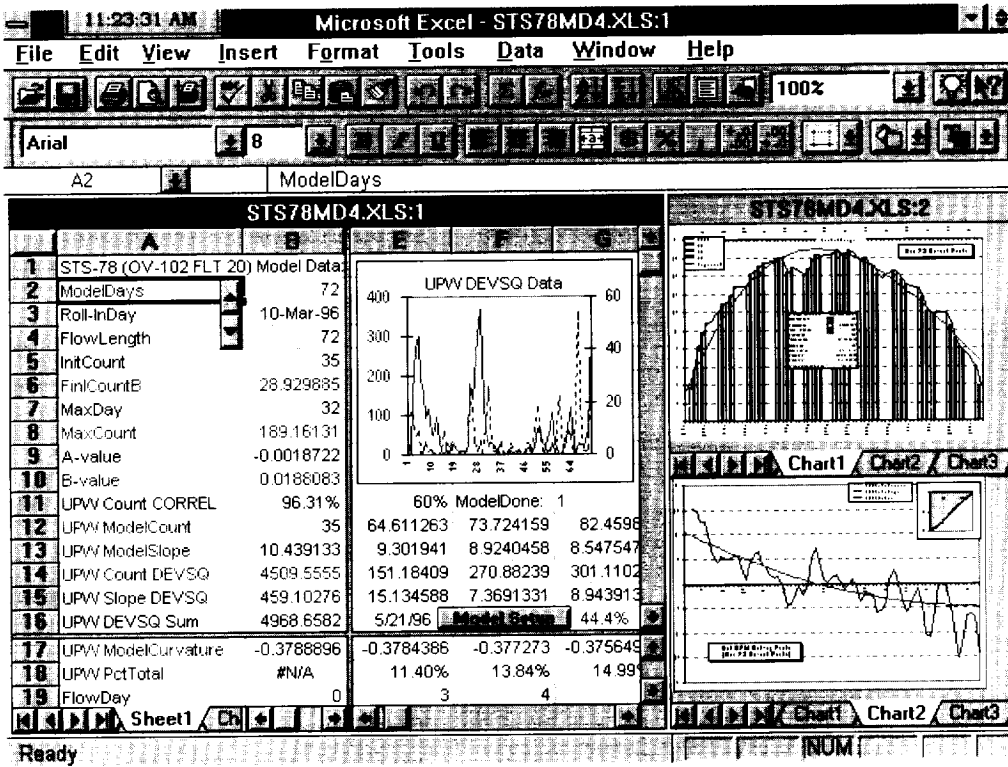 11:23:31 AM Microsoft Excel - STS78MD4.XLS:1
File Edit View Insert Format Tools Data Window Help
100%
Arial 8
A2 ModelDays
STS78MD4.XLS:1
A B E F G
1 STS-78 (OV-102 FLT 20) Model Data:
2 ModelDays 72
3 Roll-InDay 10-Mar-96
4 FlowLength 72
5 InitCount 35
6 FinlCountB 28.929885
7 MaxDay 32
8 MaxCount 189.16131
9 A-value -0.0018722
10 B-value 0.0188083
UPW DEVSQ Data
400 300 200 100 0
60 40 20 0
1 10 19 28 37 46 55 64
11 UPW Count CORREL 96.31% 60% ModelDone: 1
12 UPW ModelCount 35 64.611263 73.724159 82.4598
13 UPW ModelSlope 10.439133 9.301941 8.9240458 8.547547
14 UPW Count DEVSQ 4509.5555 151.18409 270.88239 301.1102
15 UPW Slope DEVSQ 459.10276 15.134588 7.3691331 8.943913
16 UPW DEVSQ Sum 4968.6582 5/21/96 Model Setup 44.4%
17 UPW ModelCurvature -0.3788896 -0.3784386 -0.377273 -0.375649
18 UPW PctTotal #N/A 11.40% 13.84% 14.99%
19 FlowDay 0 3 4
Sheet1 Ch
STS78MD4.XLS:2
Chart1 Chart2 Chart3
Chart1 Chart2 Chart3
Ready NUM